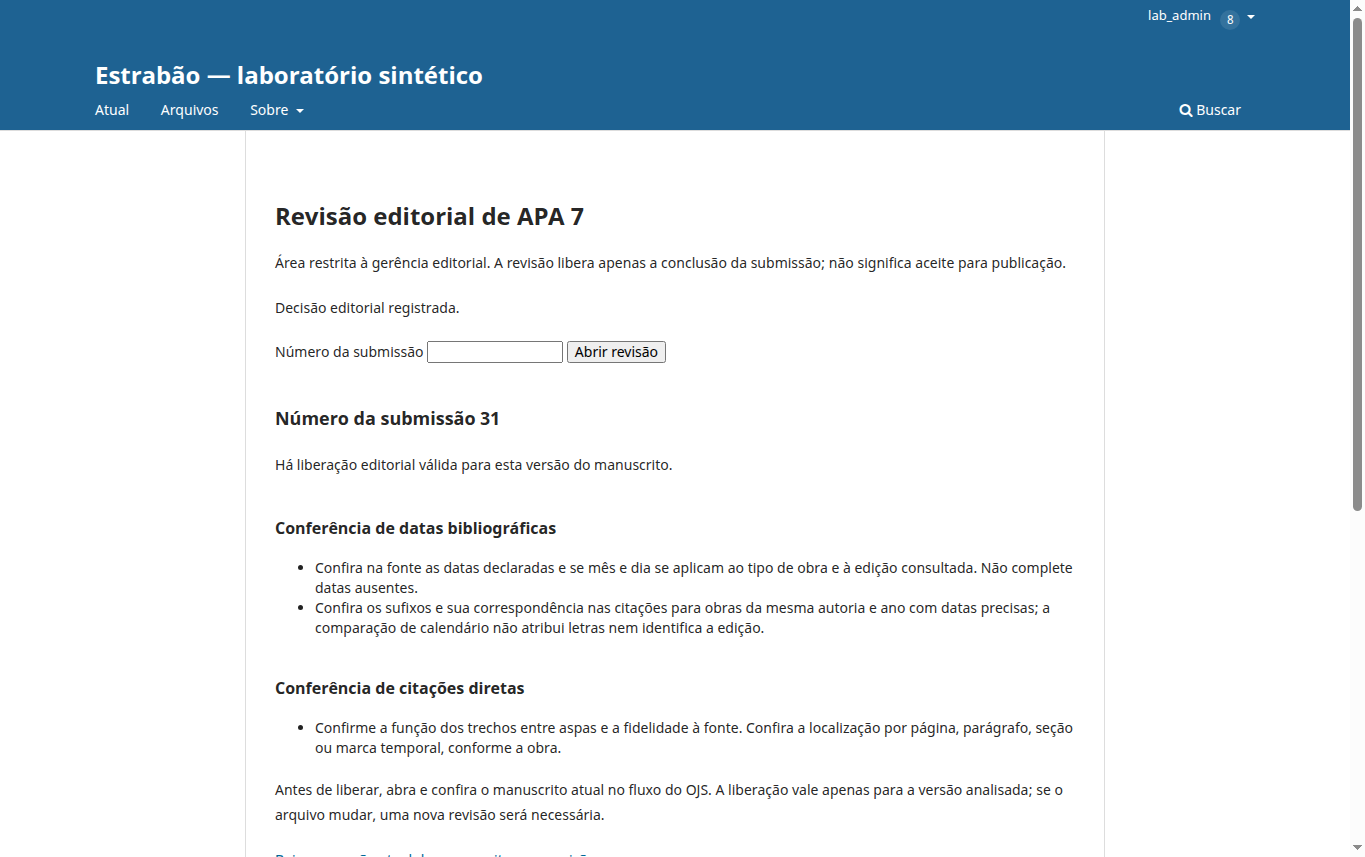 lab_admin 8
Estrabão — laboratório sintético
Atual Arquivos Sobre Buscar
Revisão editorial de APA 7
Área restrita à gerência editorial. A revisão libera apenas a conclusão da submissão; não significa aceite para publicação.
Decisão editorial registrada.
Número da submissão Abrir revisão
Número da submissão 31
Há liberação editorial válida para esta versão do manuscrito.
Conferência de datas bibliográficas
Confira na fonte as datas declaradas e se mês e dia se aplicam ao tipo de obra e à edição consultada. Não complete
datas ausentes.
Confira os sufixos e sua correspondência nas citações para obras da mesma autoria e ano com datas precisas; a
comparação de calendário não atribui letras nem identifica a edição.
Conferência de citações diretas
Confirme a função dos trechos entre aspas e a fidelidade à fonte. Confira a localização por página, parágrafo, seção
ou marca temporal, conforme a obra.
Antes de liberar, abra e confira o manuscrito atual no fluxo do OJS. A liberação vale apenas para a versão analisada; se o
arquivo mudar, uma nova revisão será necessária.